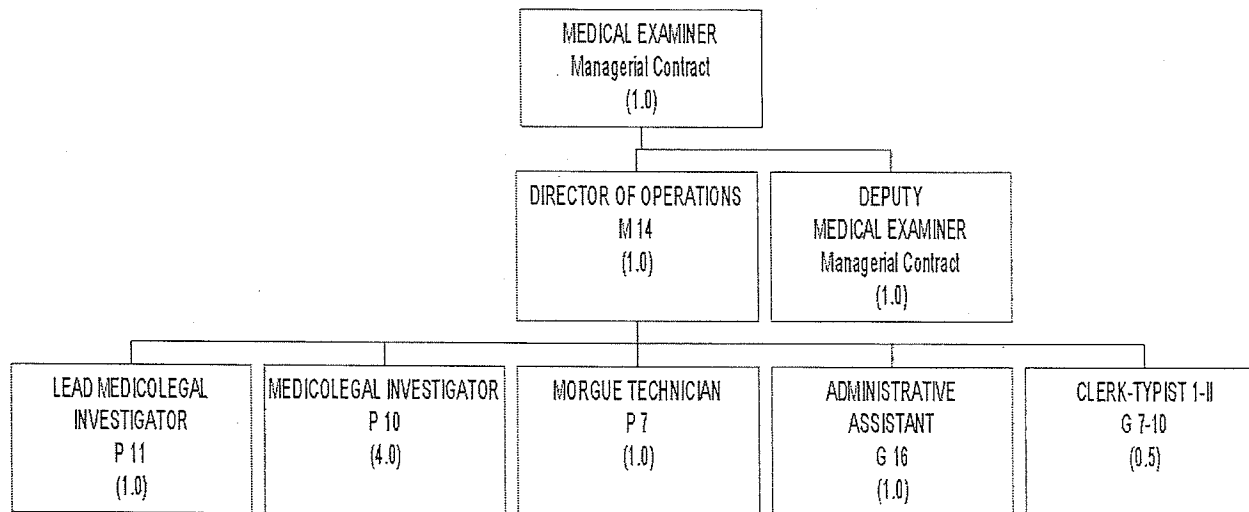 MEDICAL EXAMINER
Managerial Contract
(1.0)
DIRECTOR OF OPERATIONS
M 14
(1.0)
DEPUTY
MEDICAL EXAMINER
Managerial Contract
(1.0)
LEAD MEDICOLEGAL
INVESTIGATOR
P 11
(1.0)
MEDICOLEGAL INVESTIGATOR
P 10
(4.0)
MORGUE TECHNICIAN
P 7
(1.0)
ADMINISTRATIVE
ASSISTANT
G 16
(1.0)
CLERK-TYPIST 1-II
G 7-10
(0.5)